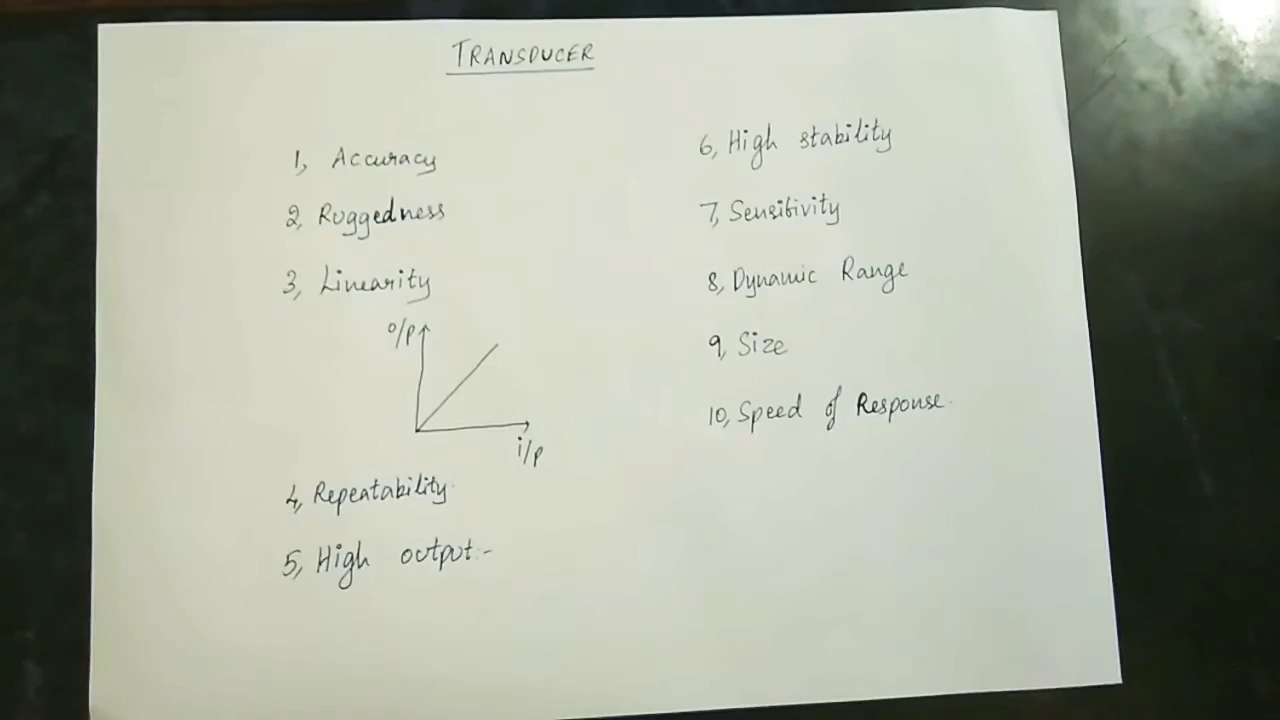 TRANSDUCER
1, Accuracy
2, Ruggedness
3, Linearity
o/p
i/p
4, Repeatability.
5, High output.-
6, High stability
7, Sensitivity
8, Dynamic Range
9, Size
10, Speed of Response.